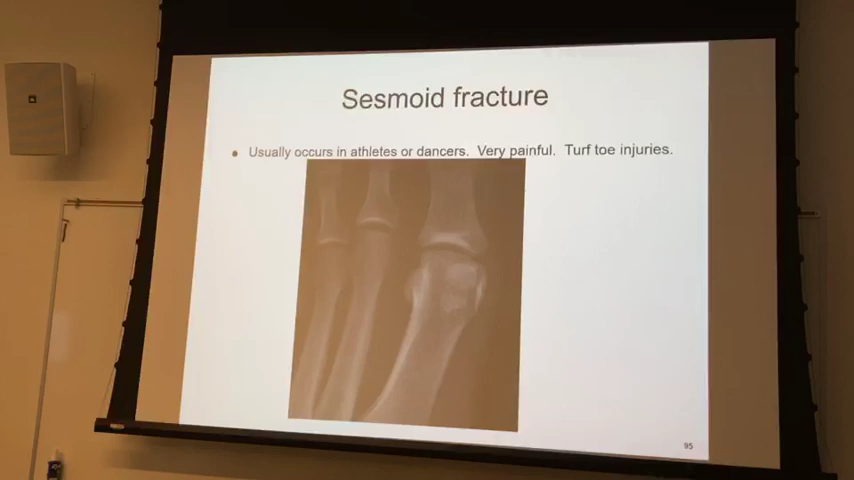 Sesmoid fracture
Usually occurs in athletes or dancers. Very painful. Turf toe injuries.
95